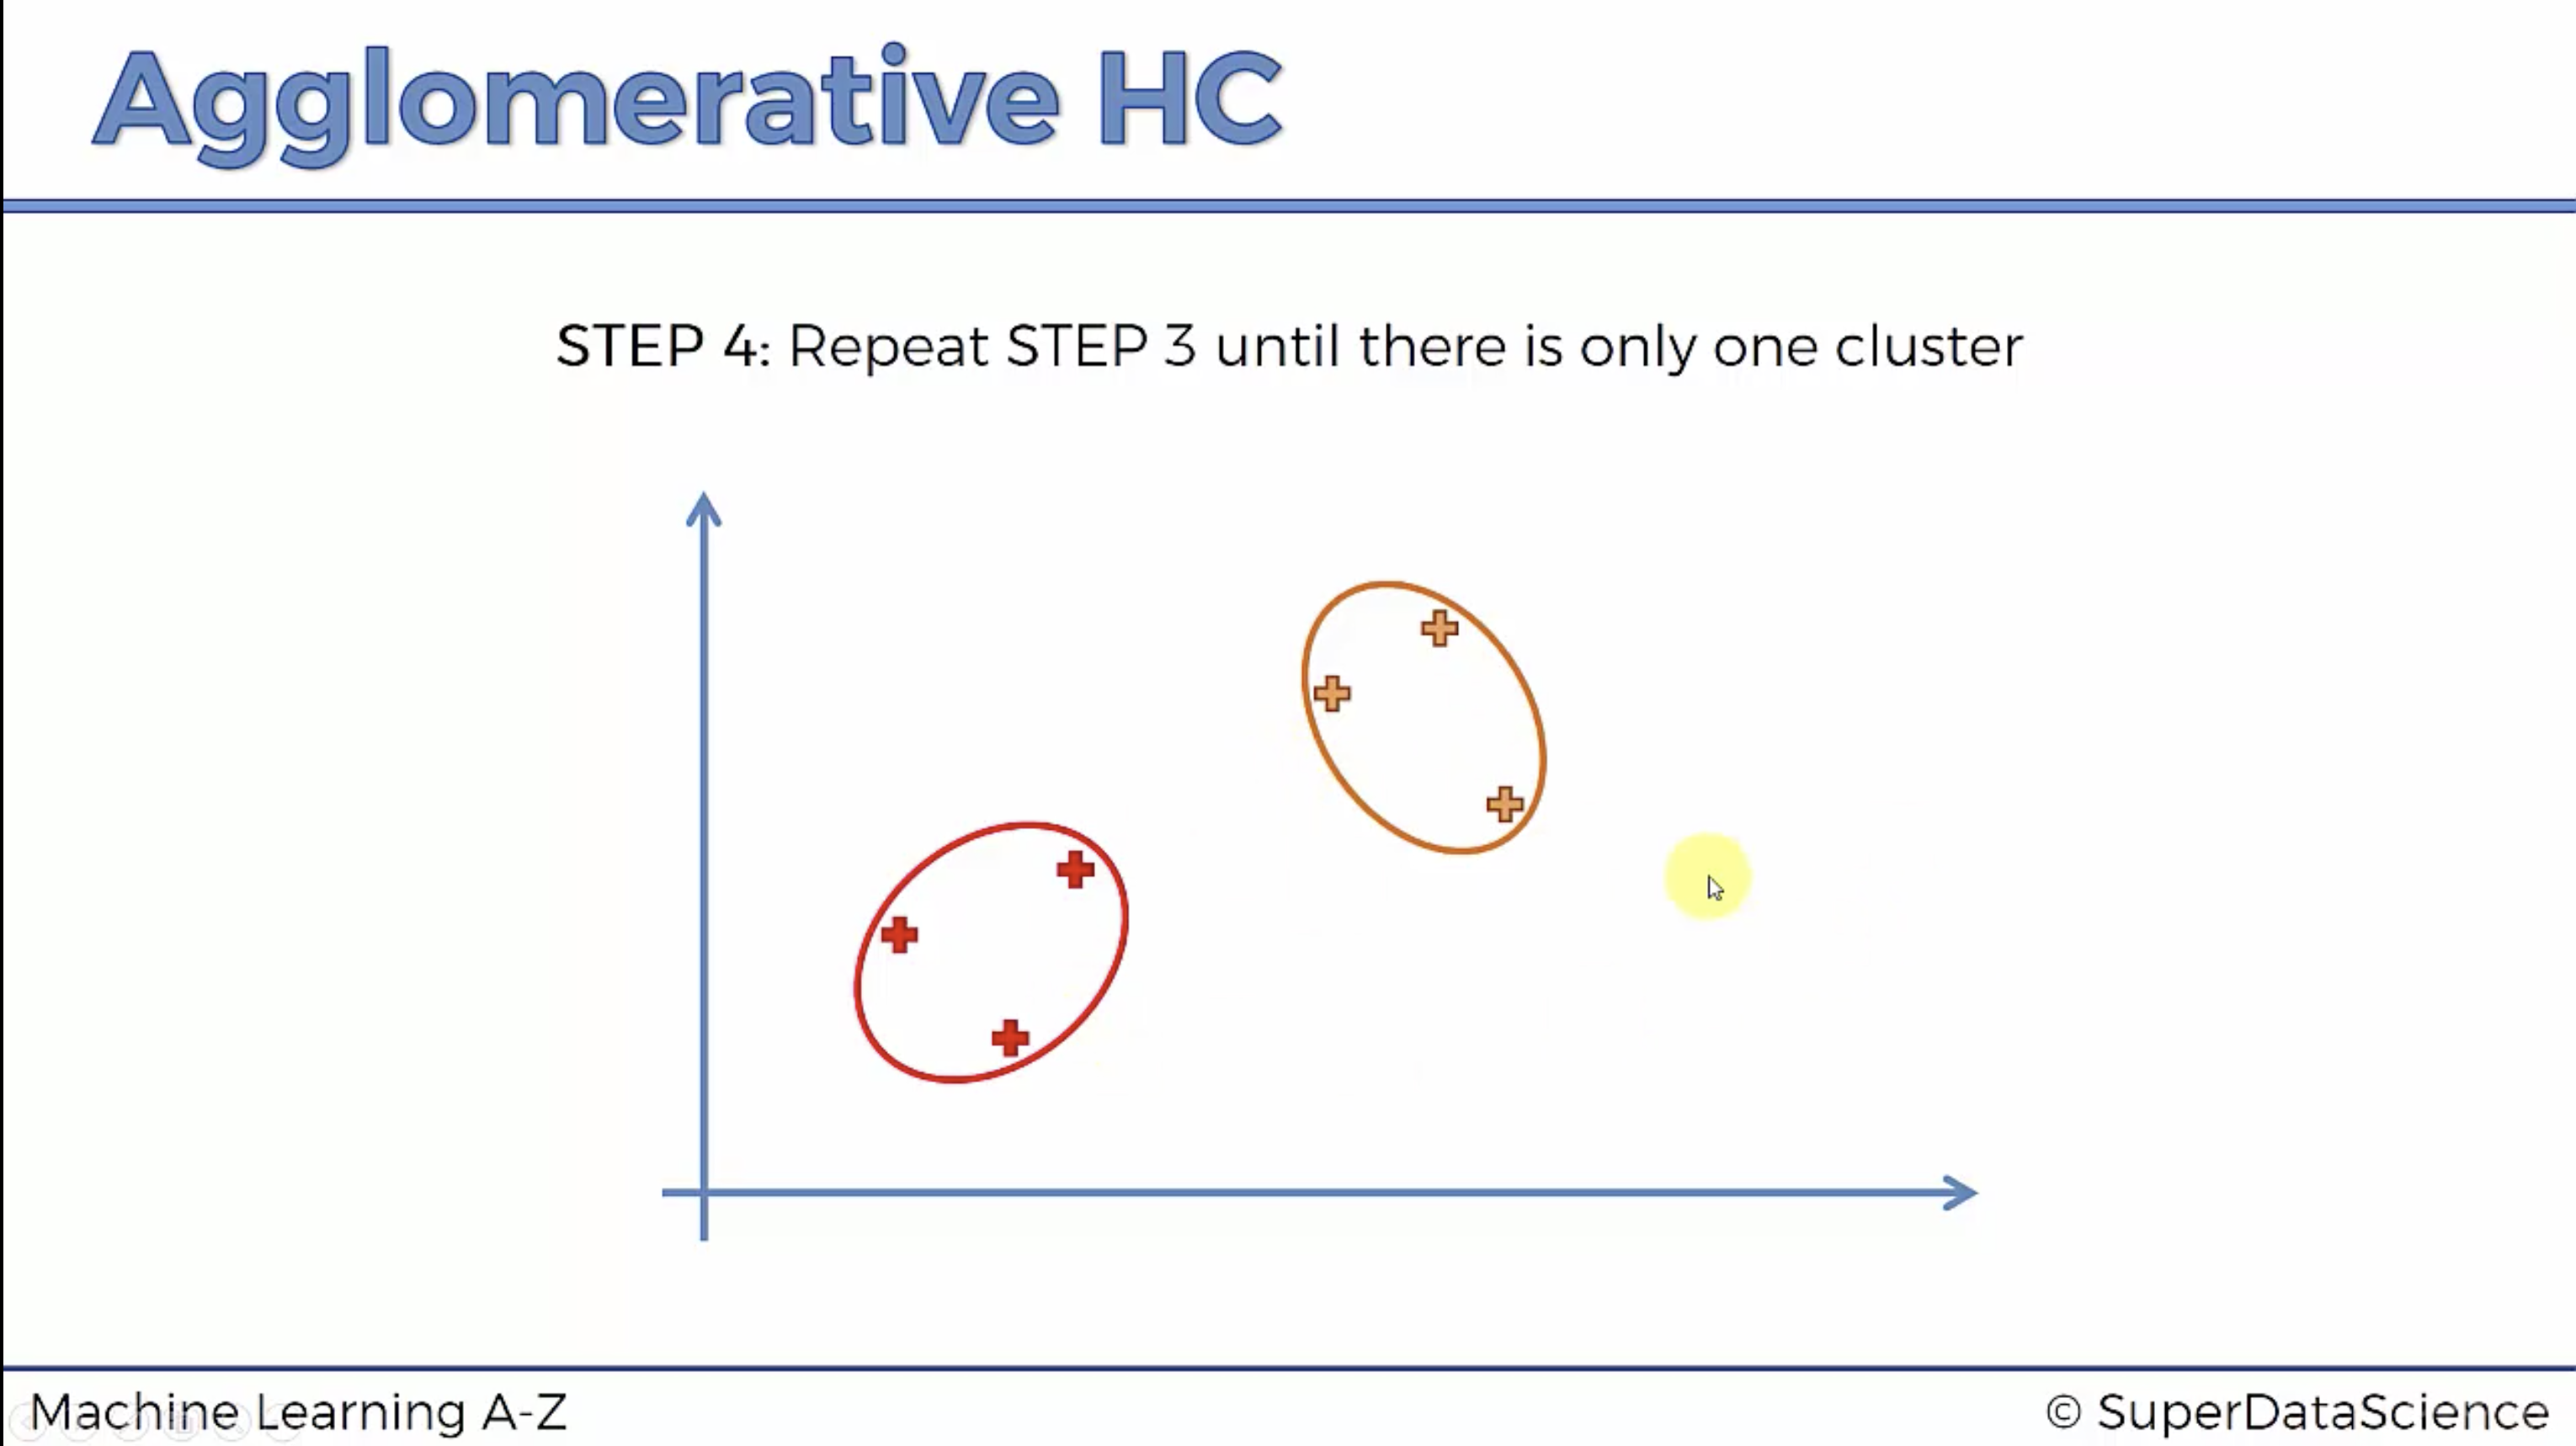 Agglomerative HC
STEP 4: Repeat STEP 3 until there is only one cluster
Machine Learning A-Z
© SuperDataScience